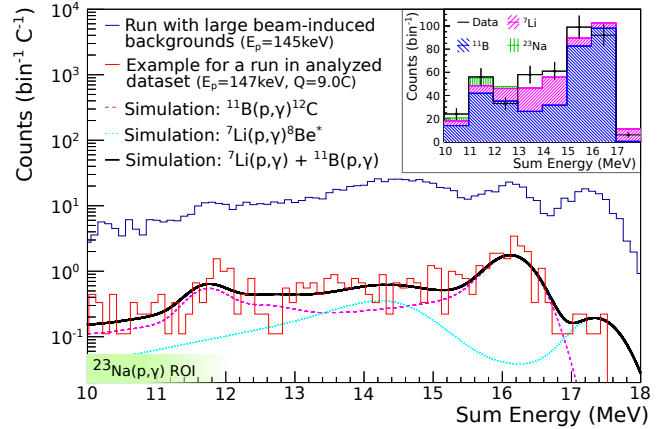 Counts (bin⁻¹ C⁻¹)
10⁴
10³
10²
10
1
10⁻¹
Run with large beam-induced
backgrounds (Eₚ=145keV)
Example for a run in analyzed
dataset (Eₚ=147keV, Q=9.0C)
Simulation: ¹¹B(p,γ)¹²C
Simulation: ⁷Li(p,γ)⁸Be*
Simulation: ⁷Li(p,γ) + ¹¹B(p,γ)
Counts (bin⁻¹)
100
80
60
40
20
0
Data ⁷Li
¹¹B ²³Na
10 11 12 13 14 15 16 17
Sum Energy (MeV)
²³Na(p,γ) ROI
10 11 12 13 14 15 16 17 18
Sum Energy (MeV)